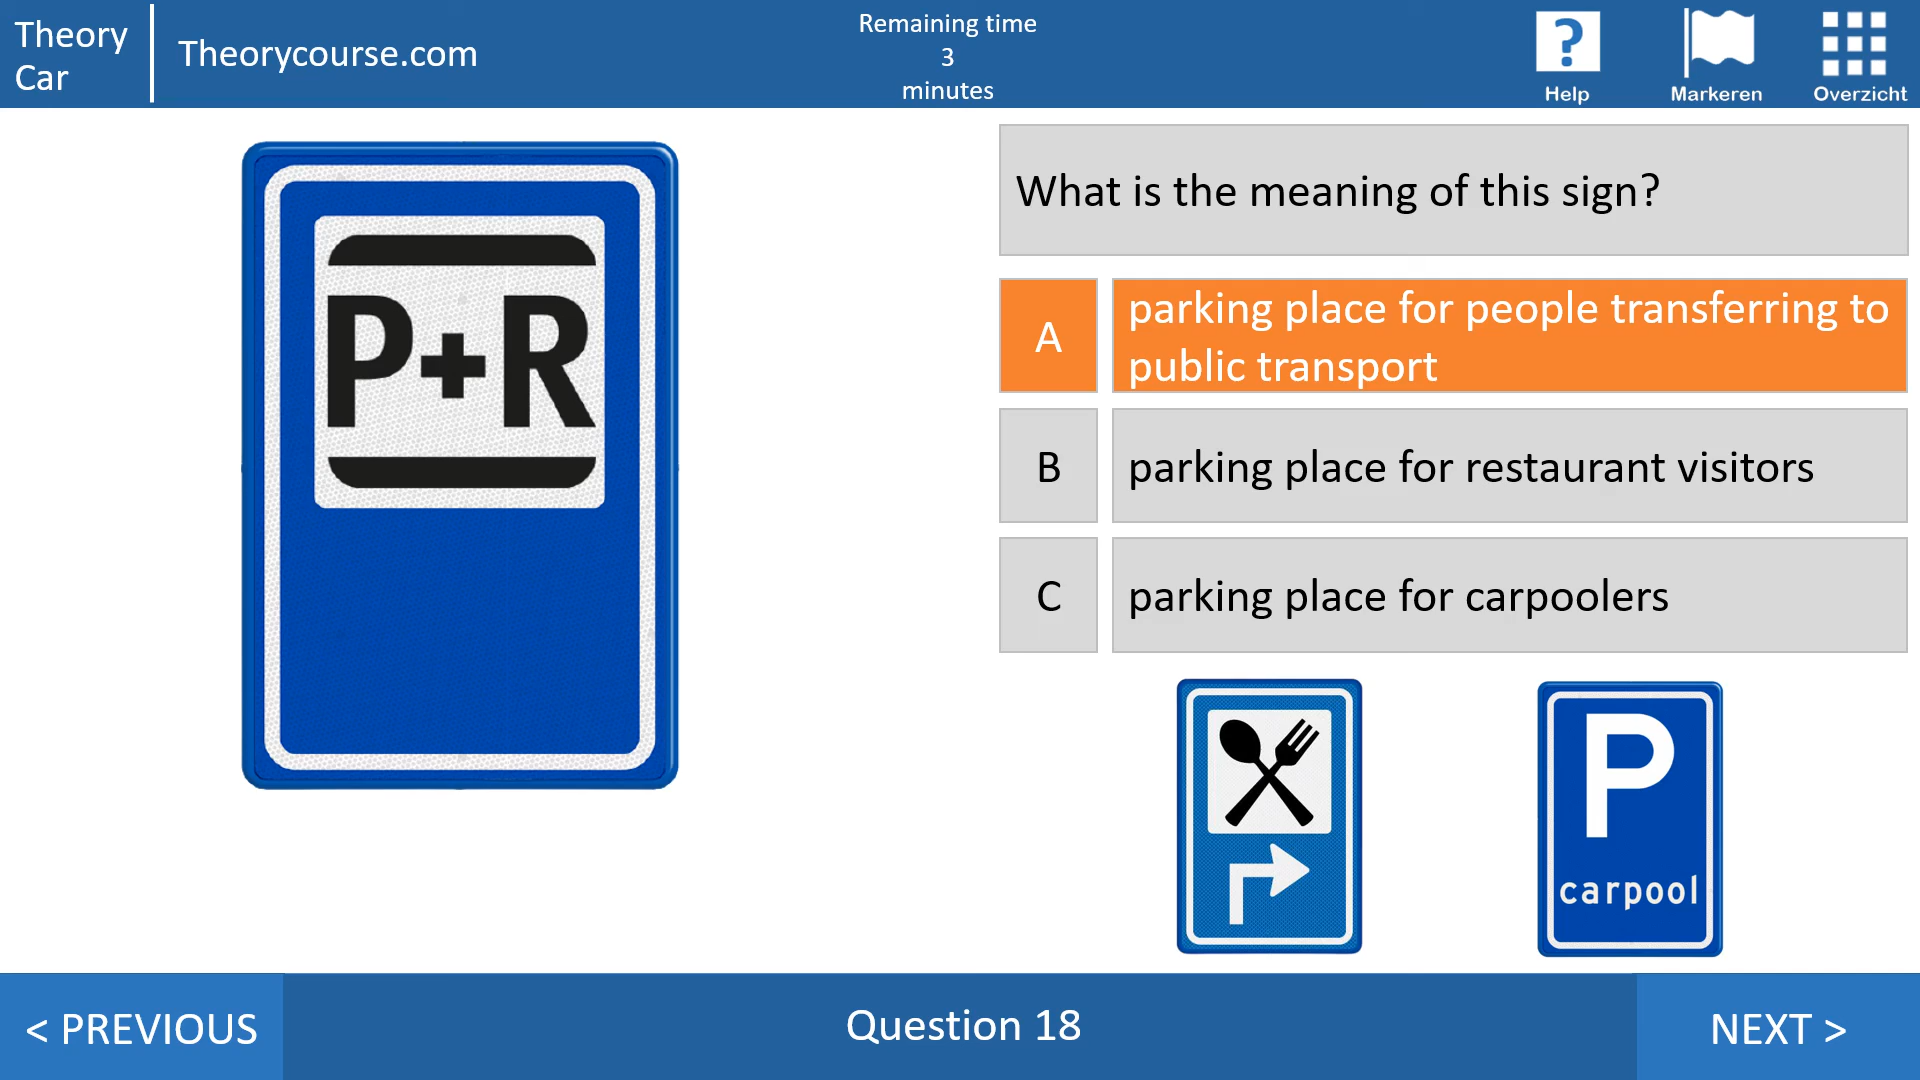 Theory
Car
Theorycourse.com
Remaining time
3
minutes
?
Help
Markeren
Overzicht
P+R
What is the meaning of this sign?
A
parking place for people transferring to
public transport
B
parking place for restaurant visitors
C
parking place for carpoolers
P
carpool
< PREVIOUS
Question 18
NEXT >